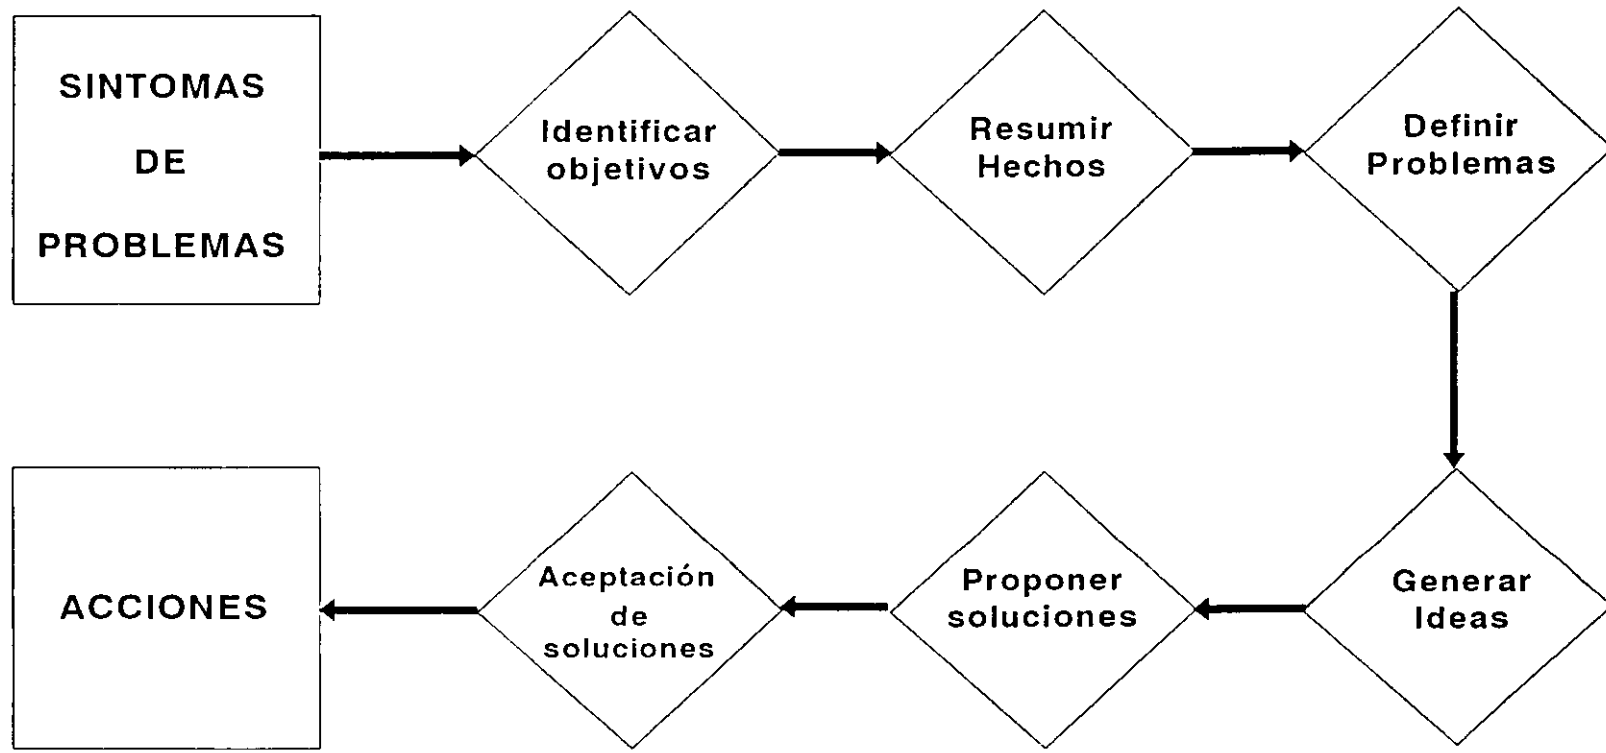 SINTOMAS
DE
PROBLEMAS
Identificar
objetivos
Resumir
Hechos
Definir
Problemas
Generar
Ideas
Proponer
soluciones
Aceptación
de
soluciones
ACCIONES